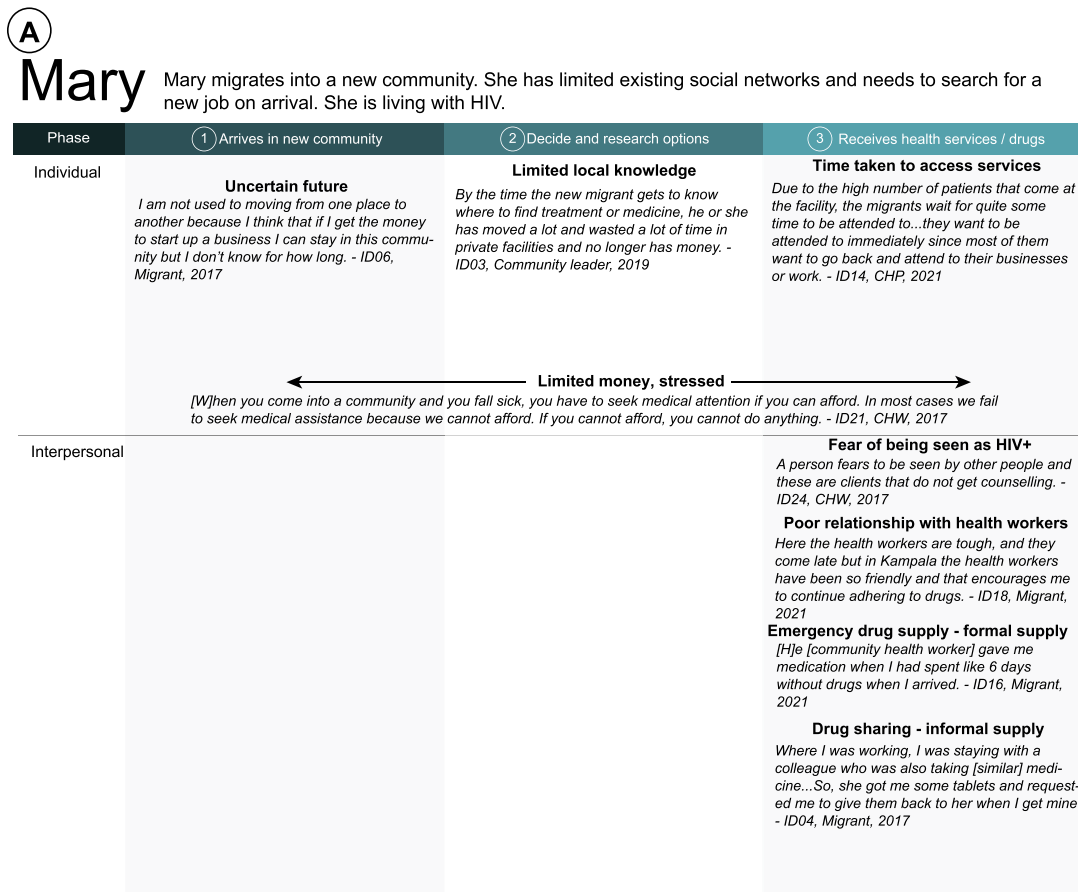 A
Mary
Mary migrates into a new community. She has limited existing social networks and needs to search for a
new job on arrival. She is living with HIV.
Phase
1 Arrives in new community
2 Decide and research options
3 Receives health services / drugs
Individual
Uncertain future
I am not used to moving from one place to
another because I think that if I get the money
to start up a business I can stay in this commu-
nity but I don't know for how long. - ID06,
Migrant, 2017
Limited local knowledge
By the time the new migrant gets to know
where to find treatment or medicine, he or she
has moved a lot and wasted a lot of time in
private facilities and no longer has money. -
ID03, Community leader, 2019
Time taken to access services
Due to the high number of patients that come at
the facility, the migrants wait for quite some
time to be attended to...they want to be
attended to immediately since most of them
want to go back and attend to their businesses
or work. - ID14, CHP, 2021
Limited money, stressed
[W]hen you come into a community and you fall sick, you have to seek medical attention if you can afford. In most cases we fail
to seek medical assistance because we cannot afford. If you cannot afford, you cannot do anything. - ID21, CHW, 2017
Interpersonal
Fear of being seen as HIV+
A person fears to be seen by other people and
these are clients that do not get counselling. -
ID24, CHW, 2017
Poor relationship with health workers
Here the health workers are tough, and they
come late but in Kampala the health workers
have been so friendly and that encourages me
to continue adhering to drugs. - ID18, Migrant,
2021
Emergency drug supply - formal supply
[H]e [community health worker] gave me
medication when I had spent like 6 days
without drugs when I arrived. - ID16, Migrant,
2021
Drug sharing - informal supply
Where I was working, I was staying with a
colleague who was also taking [similar] medi-
cine...So, she got me some tablets and request-
ed me to give them back to her when I get mine
- ID04, Migrant, 2017